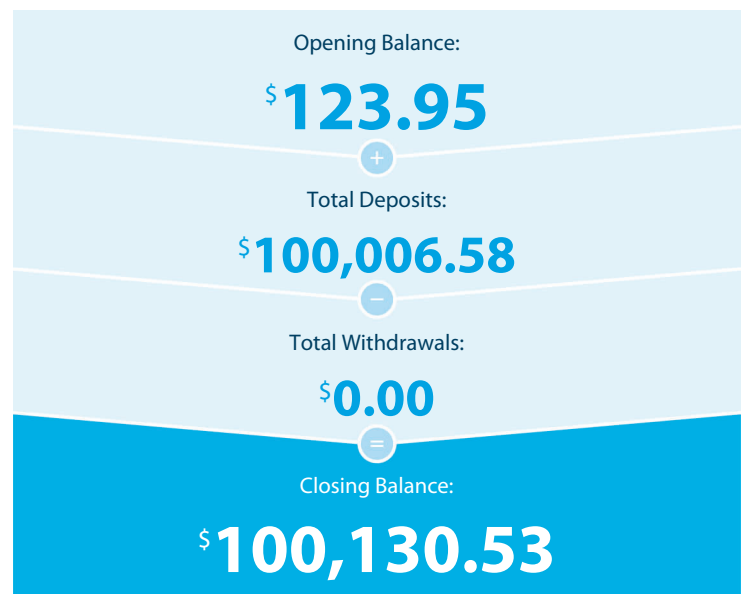 Opening Balance:
$123.95
+
Total Deposits:
$100,006.58
−
Total Withdrawals:
$0.00
=
Closing Balance:
$100,130.53